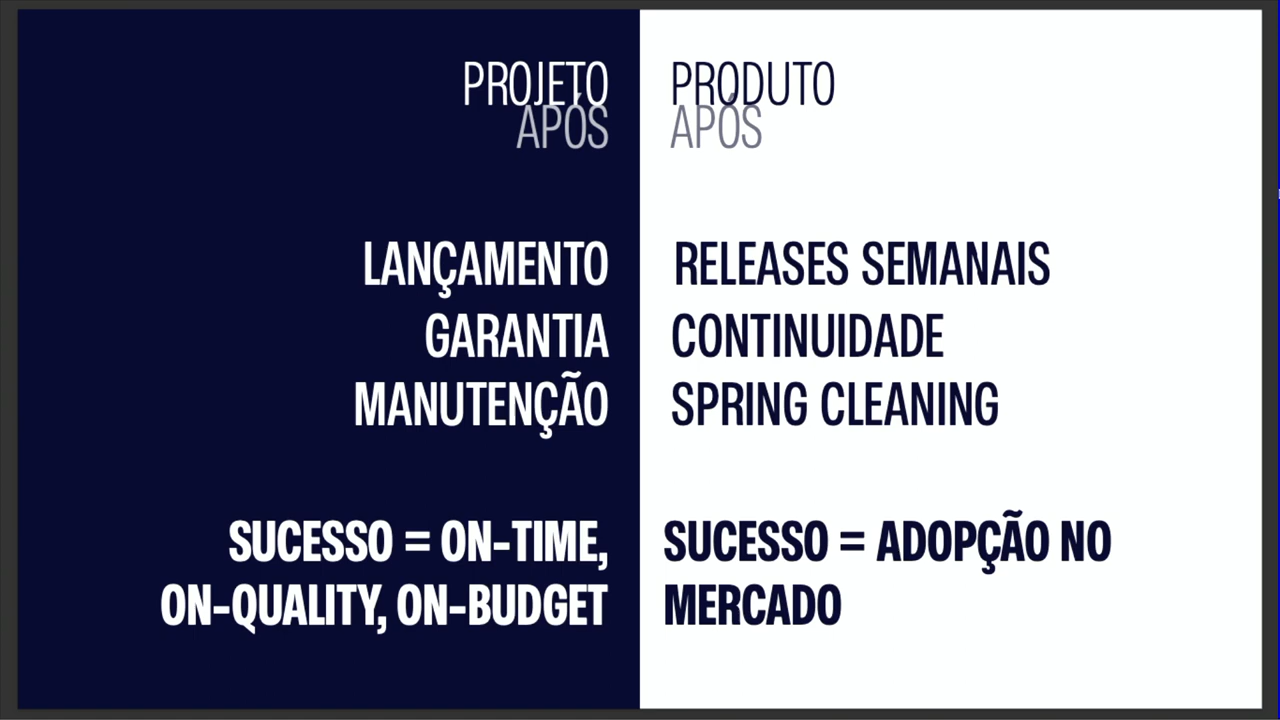 PROJETO
APÓS
LANÇAMENTO
GARANTIA
MANUTENÇÃO
SUCESSO = ON-TIME,
ON-QUALITY, ON-BUDGET
PRODUTO
APÓS
RELEASES SEMANAIS
CONTINUIDADE
SPRING CLEANING
SUCESSO = ADOPÇÃO NO
MERCADO